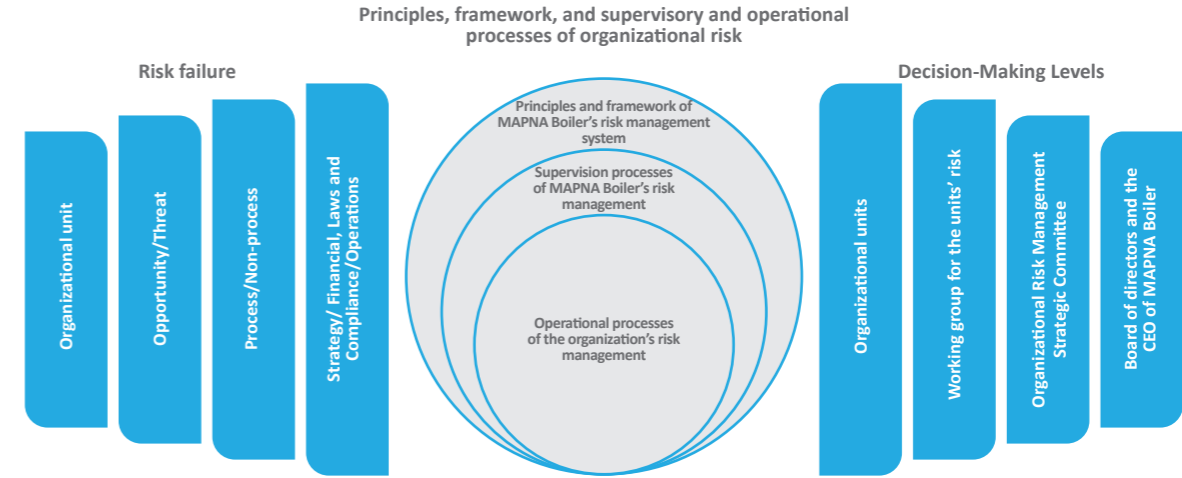 Principles, framework, and supervisory and operational
processes of organizational risk
Risk failure
Organizational unit
Opportunity/Threat
Process/Non-process
Strategy/ Financial, Laws and
Compliance/Operations
Principles and framework of
MAPNA Boiler's risk management
system
Supervision processes
of MAPNA Boiler's risk
management
Operational processes
of the organization's risk
management
Decision-Making Levels
Organizational units
Working group for the units' risk
Organizational Risk Management
Strategic Committee
Board of directors and the
CEO of MAPNA Boiler